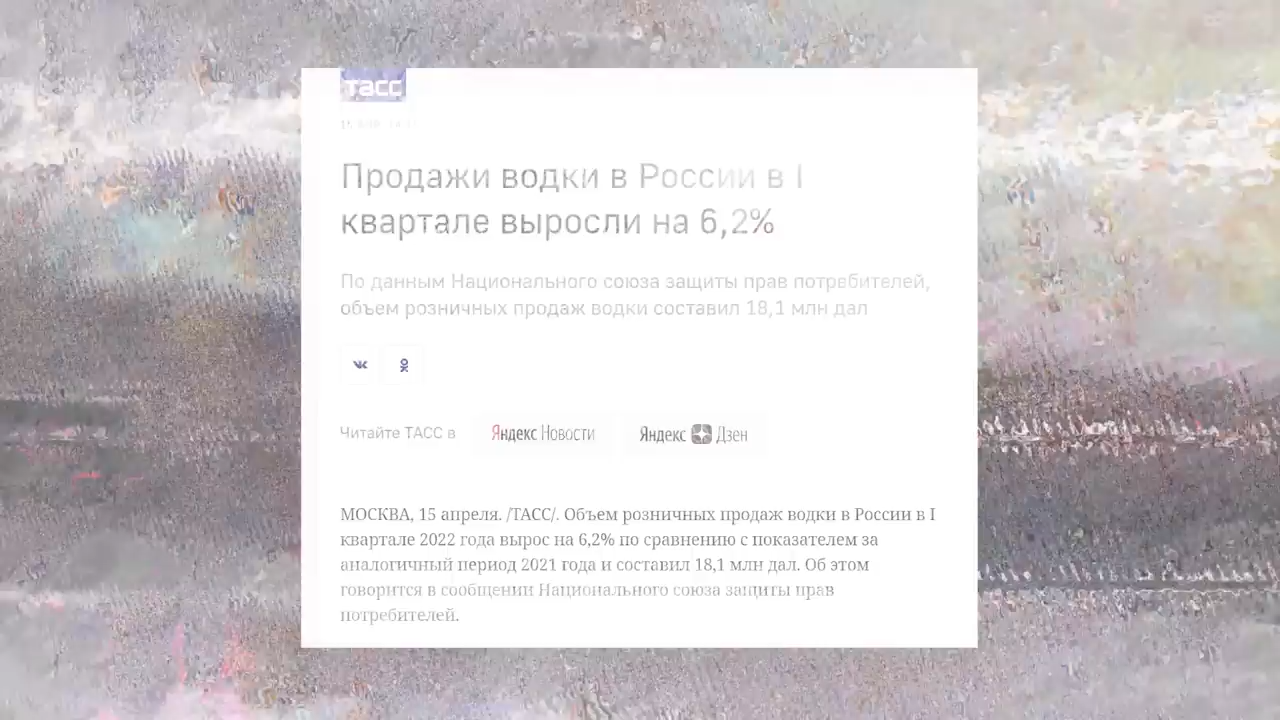 тасс
Продажи водки в России в I
квартале выросли на 6,2%
По данным Национального союза защиты прав потребителей,
объем розничных продаж водки составил 18,1 млн дал
Читайте ТАСС в
Яндекс Новости
Яндекс Дзен
МОСКВА, 15 апреля. /ТАСС/. Объем розничных продаж водки в России в I
квартале 2022 года вырос на 6,2% по сравнению с показателем за
аналогичный период 2021 года и составил 18,1 млн дал. Об этом
говорится в сообщении Национального союза защиты прав
потребителей.